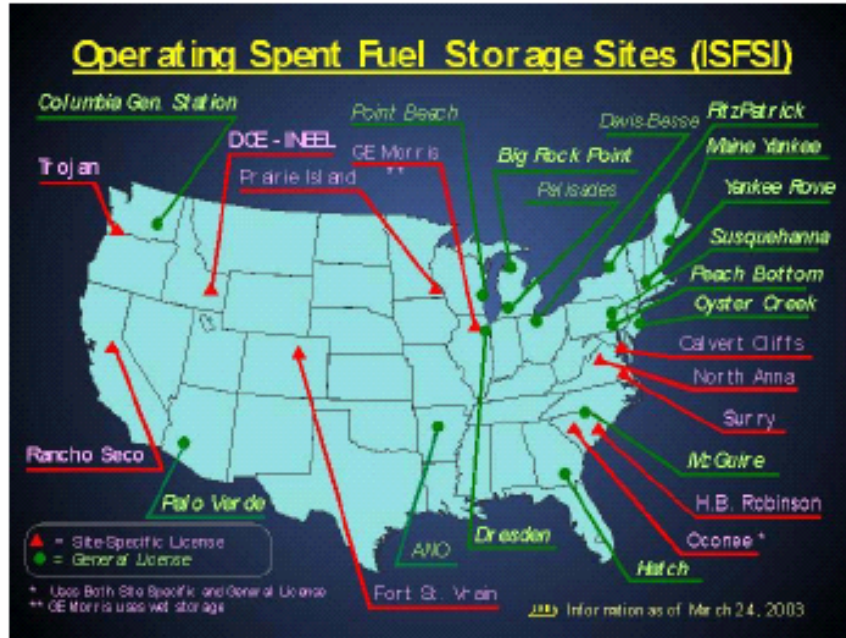 Operating Spent Fuel Storage Sites (ISFSI)
Columbia Gen. Station
Point Beach
Davis-Besse
FitzPatrick
DOE - INEEL
GE Morris
**
Big Rock Point
Maine Yankee
Trojan
Prairie Island
Palisades
Yankee Rowe
Susquehanna
Peach Bottom
Oyster Creek
Calvert Cliffs
North Anna
Surry
Rancho Seco
McGuire
Palo Verde
H.B. Robinson
= Site-Specific License
= General License
ANO
Dresden
Oconee *
Hatch
* Uses Both Site Specific and General License
** GE Morris uses wet storage
Fort St. Vrain
Information as of March 24, 2003